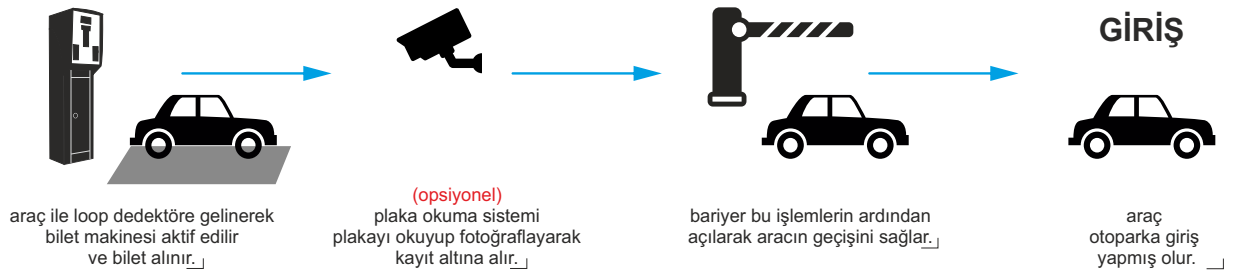 GİRİŞ
araç ile loop dedektöre gelinerek
bilet makinesi aktif edilir
ve bilet alınır.
(opsiyonel)
plaka okuma sistemi
plakayı okuyup fotoğraflayarak
kayıt altına alır.
bariyer bu işlemlerin ardından
açılarak aracın geçişini sağlar.
araç
otoparka giriş
yapmış olur.